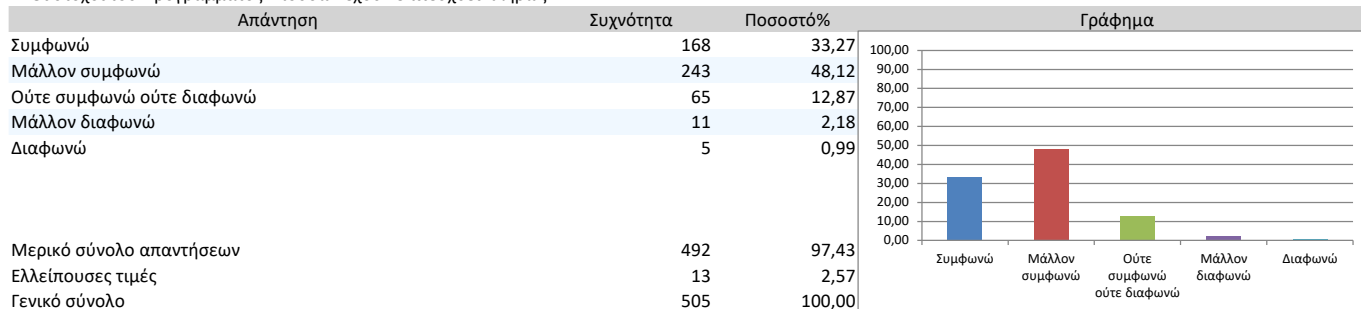 Απάντηση Συχνότητα Ποσοστό% Γράφημα
Συμφωνώ 168 33,27
Μάλλον συμφωνώ 243 48,12
Ούτε συμφωνώ ούτε διαφωνώ 65 12,87
Μάλλον διαφωνώ 11 2,18
Διαφωνώ 5 0,99
Μερικό σύνολο απαντήσεων 492 97,43
Ελλείπουσες τιμές 13 2,57
Γενικό σύνολο 505 100,00
100,00
90,00
80,00
70,00
60,00
50,00
40,00
30,00
20,00
10,00
0,00
Συμφωνώ Μάλλον Ούτε Μάλλον Διαφωνώ
συμφωνώ συμφωνώ διαφωνώ
ούτε διαφωνώ